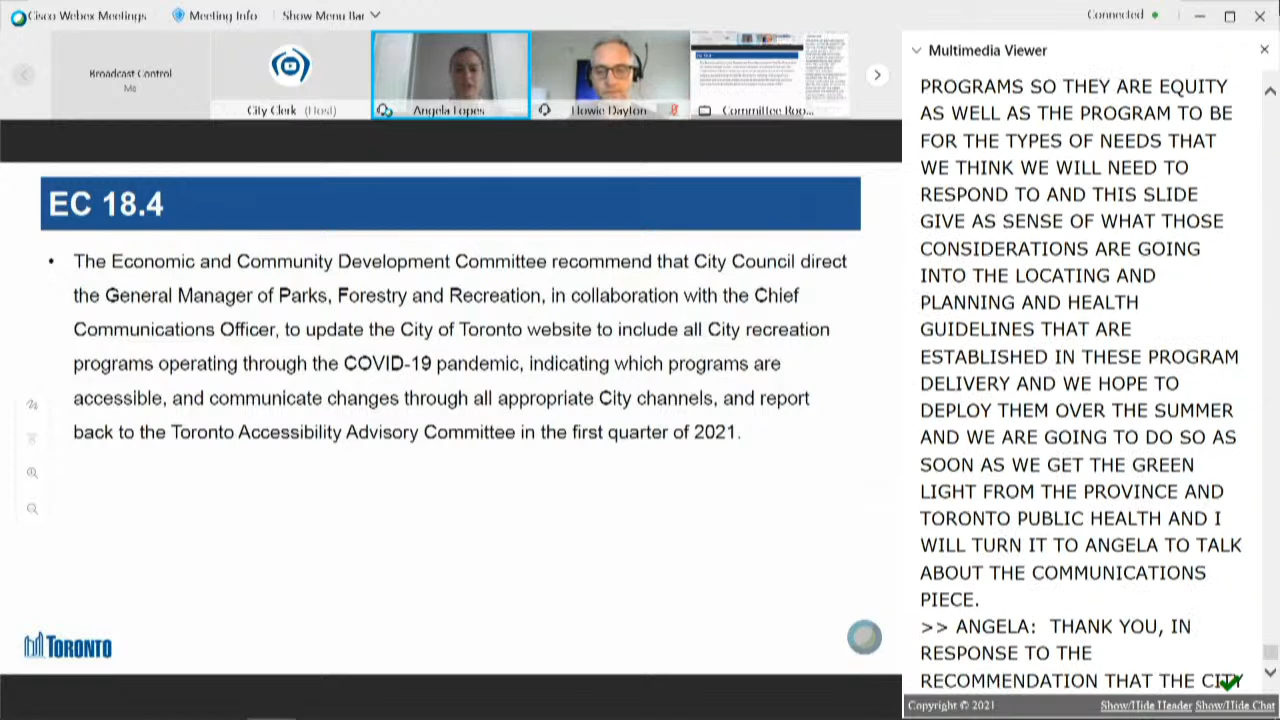 Cisco Webex Meetings
Meeting Info
Show Menu Bar
Connected
City Clerk (Host)
Angela Lopes
Howie Dayton
Committee Roo...
EC 18.4
• The Economic and Community Development Committee recommend that City Council direct
the General Manager of Parks, Forestry and Recreation, in collaboration with the Chief
Communications Officer, to update the City of Toronto website to include all City recreation
programs operating through the COVID-19 pandemic, indicating which programs are
accessible, and communicate changes through all appropriate City channels, and report
back to the Toronto Accessibility Advisory Committee in the first quarter of 2021.
TORONTO
Multimedia Viewer
PROGRAMS SO THEY ARE EQUITY
AS WELL AS THE PROGRAM TO BE
FOR THE TYPES OF NEEDS THAT
WE THINK WE WILL NEED TO
RESPOND TO AND THIS SLIDE
GIVE AS SENSE OF WHAT THOSE
CONSIDERATIONS ARE GOING
INTO THE LOCATING AND
PLANNING AND HEALTH
GUIDELINES THAT ARE
ESTABLISHED IN THESE PROGRAM
DELIVERY AND WE HOPE TO
DEPLOY THEM OVER THE SUMMER
AND WE ARE GOING TO DO SO AS
SOON AS WE GET THE GREEN
LIGHT FROM THE PROVINCE AND
TORONTO PUBLIC HEALTH AND I
WILL TURN IT TO ANGELA TO TALK
ABOUT THE COMMUNICATIONS
PIECE.
>> ANGELA: THANK YOU, IN
RESPONSE TO THE
RECOMMENDATION THAT THE CITY
Copyright © 2021
Show/Hide Header Show/Hide Chat